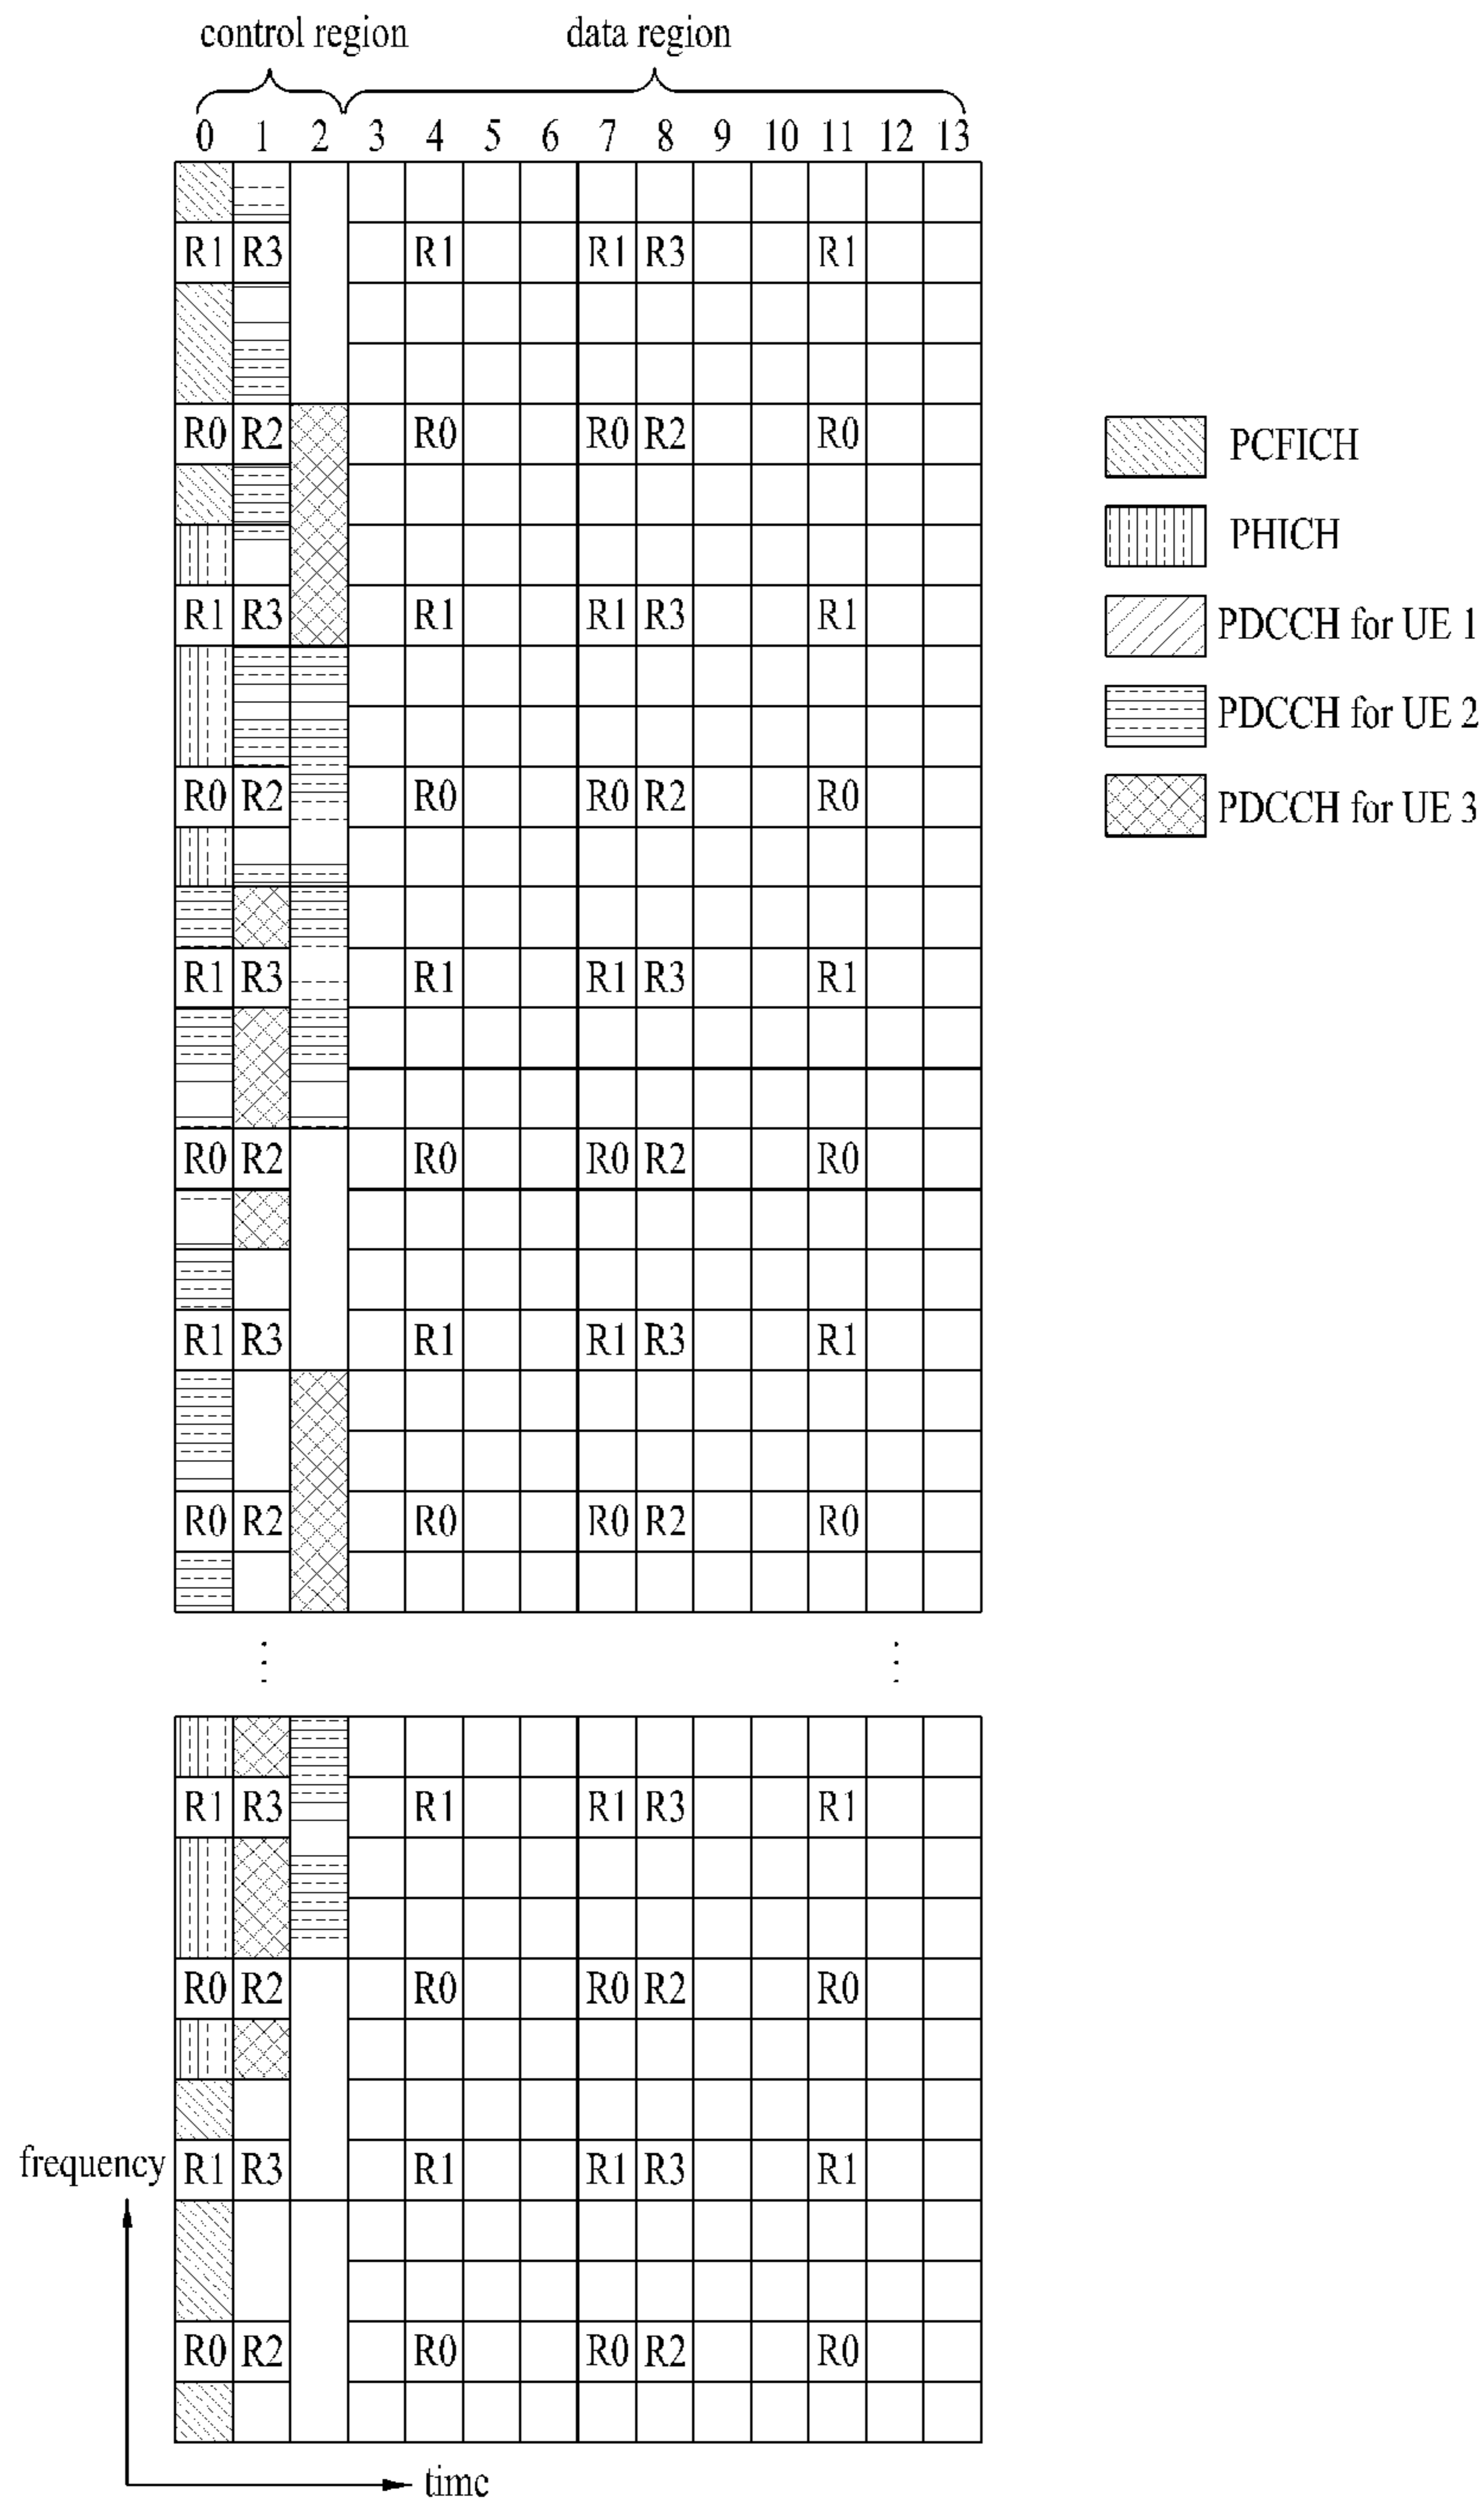 control region data region
0 1 2 3 4 5 6 7 8 9 10 11 12 13
R1 R3 R1 R1 R3 R1
R0 R2 R0 R0 R2 R0
PCFICH
PHICH
R1 R3 R1 R1 R3 R1
PDCCH for UE 1
PDCCH for UE 2
R0 R2 R0 R0 R2 R0
PDCCH for UE 3
R1 R3 R1 R1 R3 R1
R0 R2 R0 R0 R2 R0
R1 R3 R1 R1 R3 R1
R0 R2 R0 R0 R2 R0
R1 R3 R1 R1 R3 R1
R0 R2 R0 R0 R2 R0
frequency R1 R3 R1 R1 R3 R1
R0 R2 R0 R0 R2 R0
time